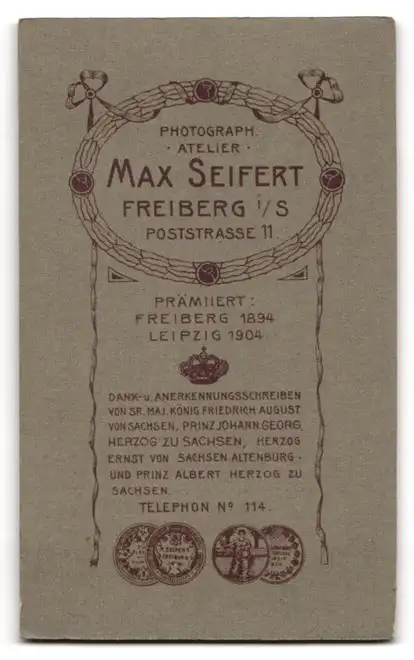 PHOTOGRAPH.
· ATELIER ·
MAX SEIFERT
FREIBERG i/S
POSTSTRASSE 11.
PRÄMIIERT:
FREIBERG 1894
LEIPZIG 1904
DANK- U. ANERKENNUNGSSCHREIBEN
VON SR. MAJ. KÖNIG FRIEDRICH AUGUST
VON SACHSEN, PRINZ JOHANN GEORG,
HERZOG ZU SACHSEN, HERZOG
ERNST VON SACHSEN ALTENBURG ·
UND PRINZ ALBERT HERZOG ZU
SACHSEN.
TELEPHON No 114.
M. SEIFERT
FREIBERG